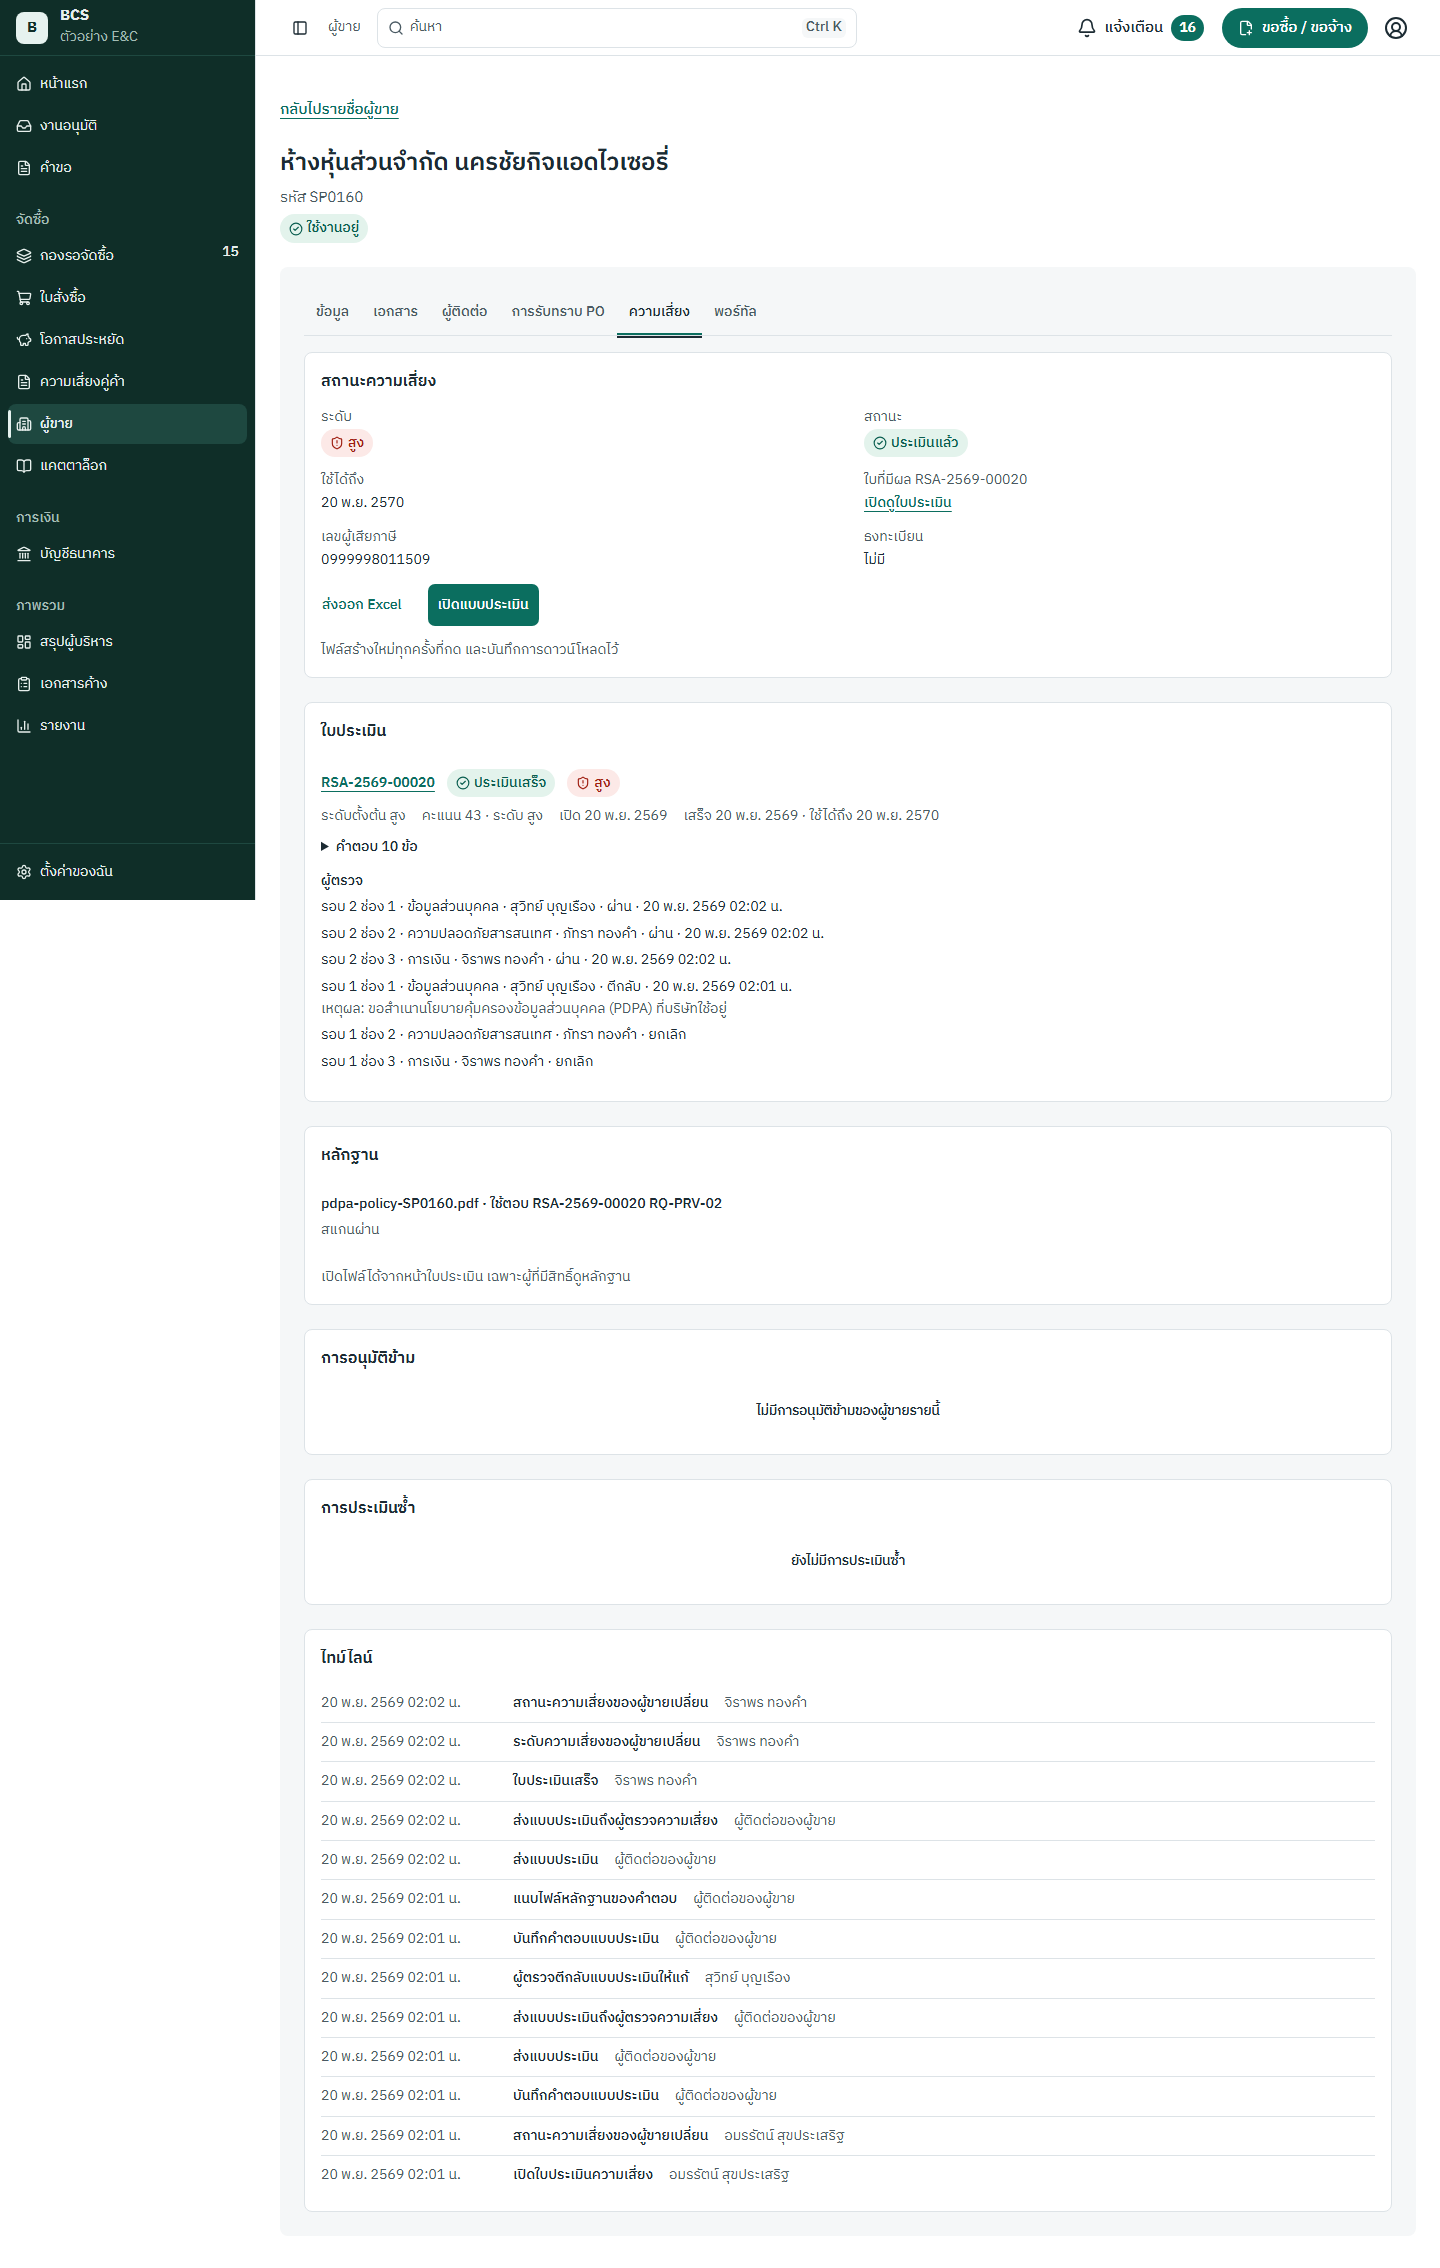 BCS
ตัวอย่าง E&C
หน้าแรก
งานอนุมัติ
คำขอ
จัดซื้อ
กองรอจัดซื้อ 15
ใบสั่งซื้อ
โอกาสประหยัด
ความเสี่ยงคู่ค้า
ผู้ขาย
แคตตาล็อก
การเงิน
บัญชีธนาคาร
ภาพรวม
สรุปผู้บริหาร
เอกสารค้าง
รายงาน
ตั้งค่าของฉัน
B
ผู้ขาย ค้นหา Ctrl K แจ้งเตือน 16 ขอซื้อ / ขอจ้าง
กลับไปรายชื่อผู้ขาย
ห้างหุ้นส่วนจำกัด นครชัยกิจแอดไวเซอรี่
รหัส SP0160
ใช้งานอยู่
ข้อมูล เอกสาร ผู้ติดต่อ การรับทราบ PO ความเสี่ยง พอร์ทัล
สถานะความเสี่ยง
ระดับ สถานะ
สูง ประเมินแล้ว
ใช้ได้ถึง ใบที่มีผล RSA-2569-00020
20 พ.ย. 2570 เปิดดูใบประเมิน
เลขผู้เสียภาษี ธงทะเบียน
0999998011509 ไม่มี
ส่งออก Excel เปิดแบบประเมิน
ไฟล์สร้างใหม่ทุกครั้งที่กด และบันทึกการดาวน์โหลดไว้
ใบประเมิน
RSA-2569-00020 ประเมินเสร็จ สูง
ระดับตั้งต้น สูง คะแนน 43 · ระดับ สูง เปิด 20 พ.ย. 2569 เสร็จ 20 พ.ย. 2569 · ใช้ได้ถึง 20 พ.ย. 2570
▶ คำตอบ 10 ข้อ
ผู้ตรวจ
รอบ 2 ช่อง 1 · ข้อมูลส่วนบุคคล · สุวิทย์ บุญเรือง · ผ่าน · 20 พ.ย. 2569 02:02 น.
รอบ 2 ช่อง 2 · ความปลอดภัยสารสนเทศ · ภัทรา ทองคำ · ผ่าน · 20 พ.ย. 2569 02:02 น.
รอบ 2 ช่อง 3 · การเงิน · จิราพร ทองคำ · ผ่าน · 20 พ.ย. 2569 02:02 น.
รอบ 1 ช่อง 1 · ข้อมูลส่วนบุคคล · สุวิทย์ บุญเรือง · ตีกลับ · 20 พ.ย. 2569 02:01 น.
เหตุผล: ขอสำเนานโยบายคุ้มครองข้อมูลส่วนบุคคล (PDPA) ที่บริษัทใช้อยู่
รอบ 1 ช่อง 2 · ความปลอดภัยสารสนเทศ · ภัทรา ทองคำ · ยกเลิก
รอบ 1 ช่อง 3 · การเงิน · จิราพร ทองคำ · ยกเลิก
หลักฐาน
pdpa-policy-SP0160.pdf · ใช้ตอบ RSA-2569-00020 RQ-PRV-02
สแกนผ่าน
เปิดไฟล์ได้จากหน้าใบประเมิน เฉพาะผู้ที่มีสิทธิ์ดูหลักฐาน
การอนุมัติข้าม
ไม่มีการอนุมัติข้ามของผู้ขายรายนี้
การประเมินซ้ำ
ยังไม่มีการประเมินซ้ำ
ไทม์ไลน์
20 พ.ย. 2569 02:02 น. สถานะความเสี่ยงของผู้ขายเปลี่ยน จิราพร ทองคำ
20 พ.ย. 2569 02:02 น. ระดับความเสี่ยงของผู้ขายเปลี่ยน จิราพร ทองคำ
20 พ.ย. 2569 02:02 น. ใบประเมินเสร็จ จิราพร ทองคำ
20 พ.ย. 2569 02:02 น. ส่งแบบประเมินถึงผู้ตรวจความเสี่ยง ผู้ติดต่อของผู้ขาย
20 พ.ย. 2569 02:02 น. ส่งแบบประเมิน ผู้ติดต่อของผู้ขาย
20 พ.ย. 2569 02:01 น. แนบไฟล์หลักฐานของคำตอบ ผู้ติดต่อของผู้ขาย
20 พ.ย. 2569 02:01 น. บันทึกคำตอบแบบประเมิน ผู้ติดต่อของผู้ขาย
20 พ.ย. 2569 02:01 น. ผู้ตรวจตีกลับแบบประเมินให้แก้ สุวิทย์ บุญเรือง
20 พ.ย. 2569 02:01 น. ส่งแบบประเมินถึงผู้ตรวจความเสี่ยง ผู้ติดต่อของผู้ขาย
20 พ.ย. 2569 02:01 น. ส่งแบบประเมิน ผู้ติดต่อของผู้ขาย
20 พ.ย. 2569 02:01 น. บันทึกคำตอบแบบประเมิน ผู้ติดต่อของผู้ขาย
20 พ.ย. 2569 02:01 น. สถานะความเสี่ยงของผู้ขายเปลี่ยน อมรรัตน์ สุขประเสริฐ
20 พ.ย. 2569 02:01 น. เปิดใบประเมินความเสี่ยง อมรรัตน์ สุขประเสริฐ